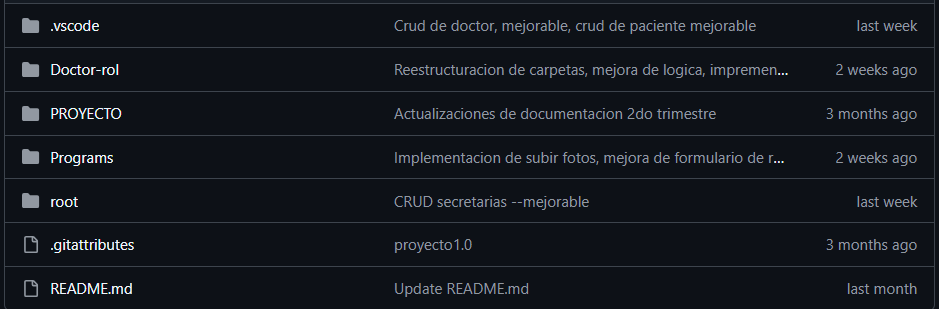 .vscode Crud de doctor, mejorable, crud de paciente mejorable last week
Doctor-rol Reestructuracion de carpetas, mejora de logica, impremen... 2 weeks ago
PROYECTO Actualizaciones de documentacion 2do trimestre 3 months ago
Programs Implementacion de subir fotos, mejora de formulario de r... 2 weeks ago
root CRUD secretarias --mejorable last week
.gitattributes proyecto1.0 3 months ago
README.md Update README.md last month